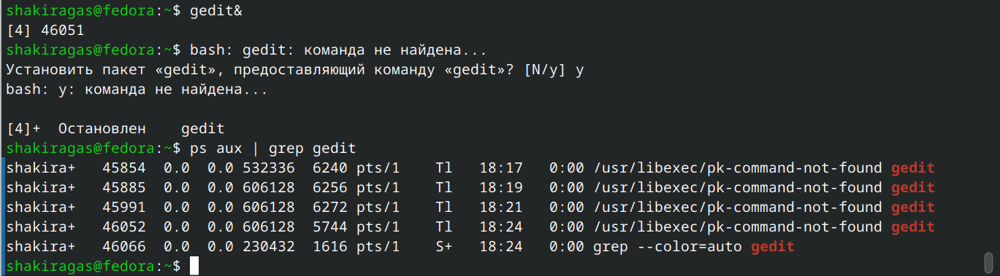 shakiragas@fedora:~$ gedit&
[4] 46051
shakiragas@fedora:~$ bash: gedit: команда не найдена...
Установить пакет «gedit», предоставляющий команду «gedit»? [N/y] y
bash: y: команда не найдена...
[4]+  Остановлен    gedit
shakiragas@fedora:~$ ps aux | grep gedit
shakira+   45854  0.0  0.0 532336  6240 pts/1    Tl   18:17   0:00 /usr/libexec/pk-command-not-found gedit
shakira+   45885  0.0  0.0 606128  6256 pts/1    Tl   18:19   0:00 /usr/libexec/pk-command-not-found gedit
shakira+   45991  0.0  0.0 606128  6272 pts/1    Tl   18:21   0:00 /usr/libexec/pk-command-not-found gedit
shakira+   46052  0.0  0.0 606128  5744 pts/1    Tl   18:24   0:00 /usr/libexec/pk-command-not-found gedit
shakira+   46066  0.0  0.0 230432  1616 pts/1    S+   18:24   0:00 grep --color=auto gedit
shakiragas@fedora:~$